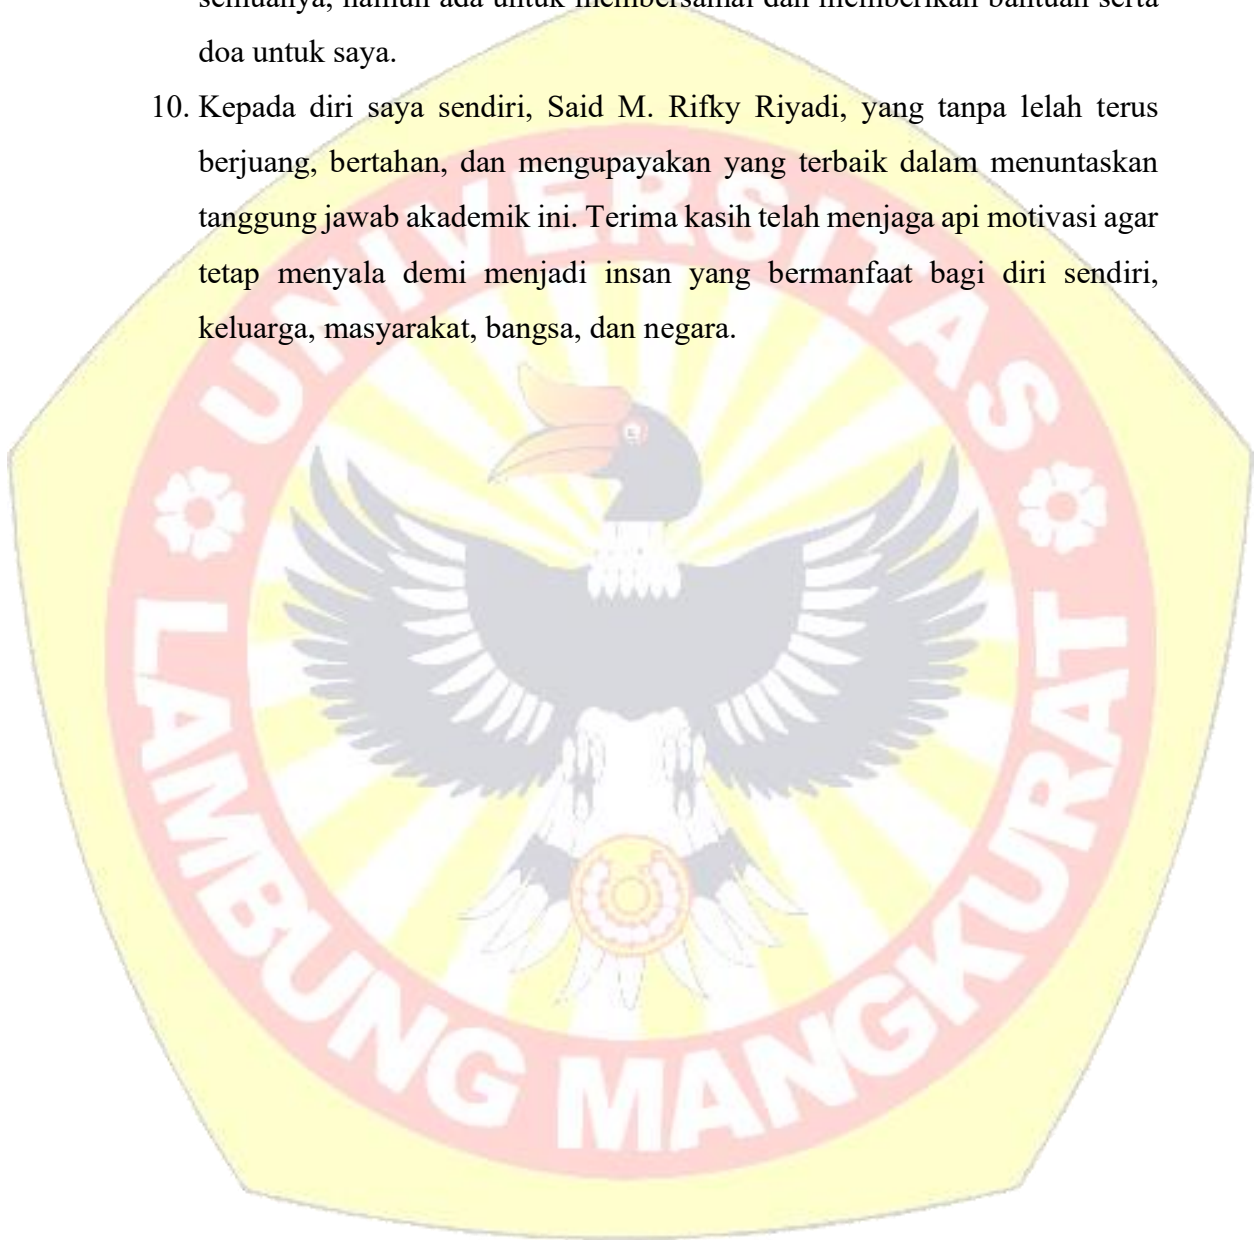 semuanya, namun ada untuk membersamai dan memberikan bantuan serta
doa untuk saya.
10. Kepada diri saya sendiri, Said M. Rifky Riyadi, yang tanpa lelah terus
berjuang, bertahan, dan mengupayakan yang terbaik dalam menuntaskan
tanggung jawab akademik ini. Terima kasih telah menjaga api motivasi agar
tetap menyala demi menjadi insan yang bermanfaat bagi diri sendiri,
keluarga, masyarakat, bangsa, dan negara.
UNIVERSITAS
LAMBUNG MANGKURAT